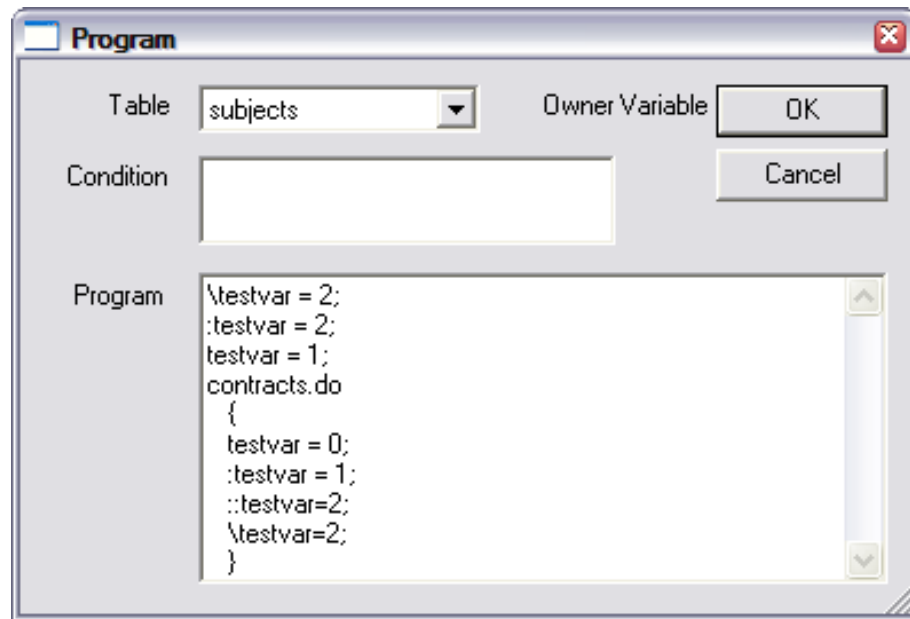 Program
Table
subjects
Owner Variable
OK
Condition
Cancel
Program
\testvar = 2;
:testvar = 2;
testvar = 1;
contracts.do
{
testvar = 0;
:testvar = 1;
::testvar=2;
\testvar=2;
}